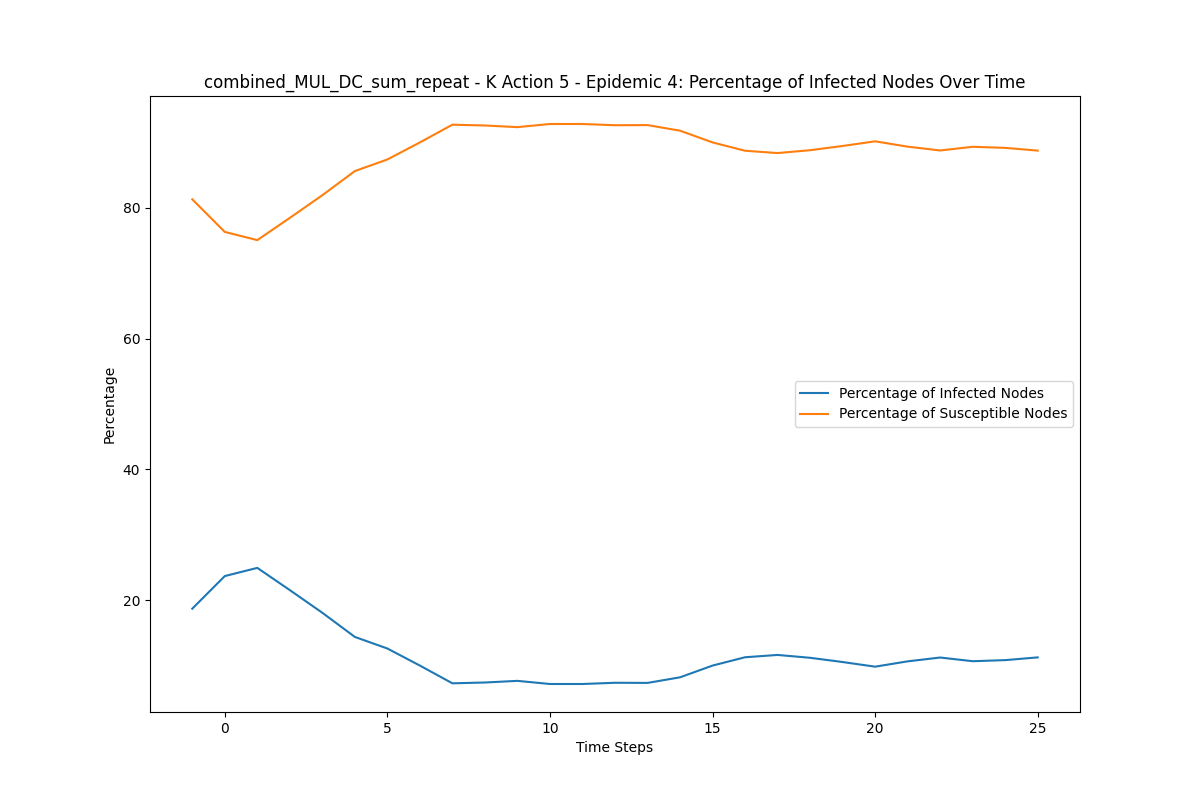 combined_MUL_DC_sum_repeat - K Action 5 - Epidemic 4: Percentage of Infected Nodes Over Time
80
60
40
20
Percentage
Percentage of Infected Nodes
Percentage of Susceptible Nodes
0 5 10 15 20 25
Time Steps